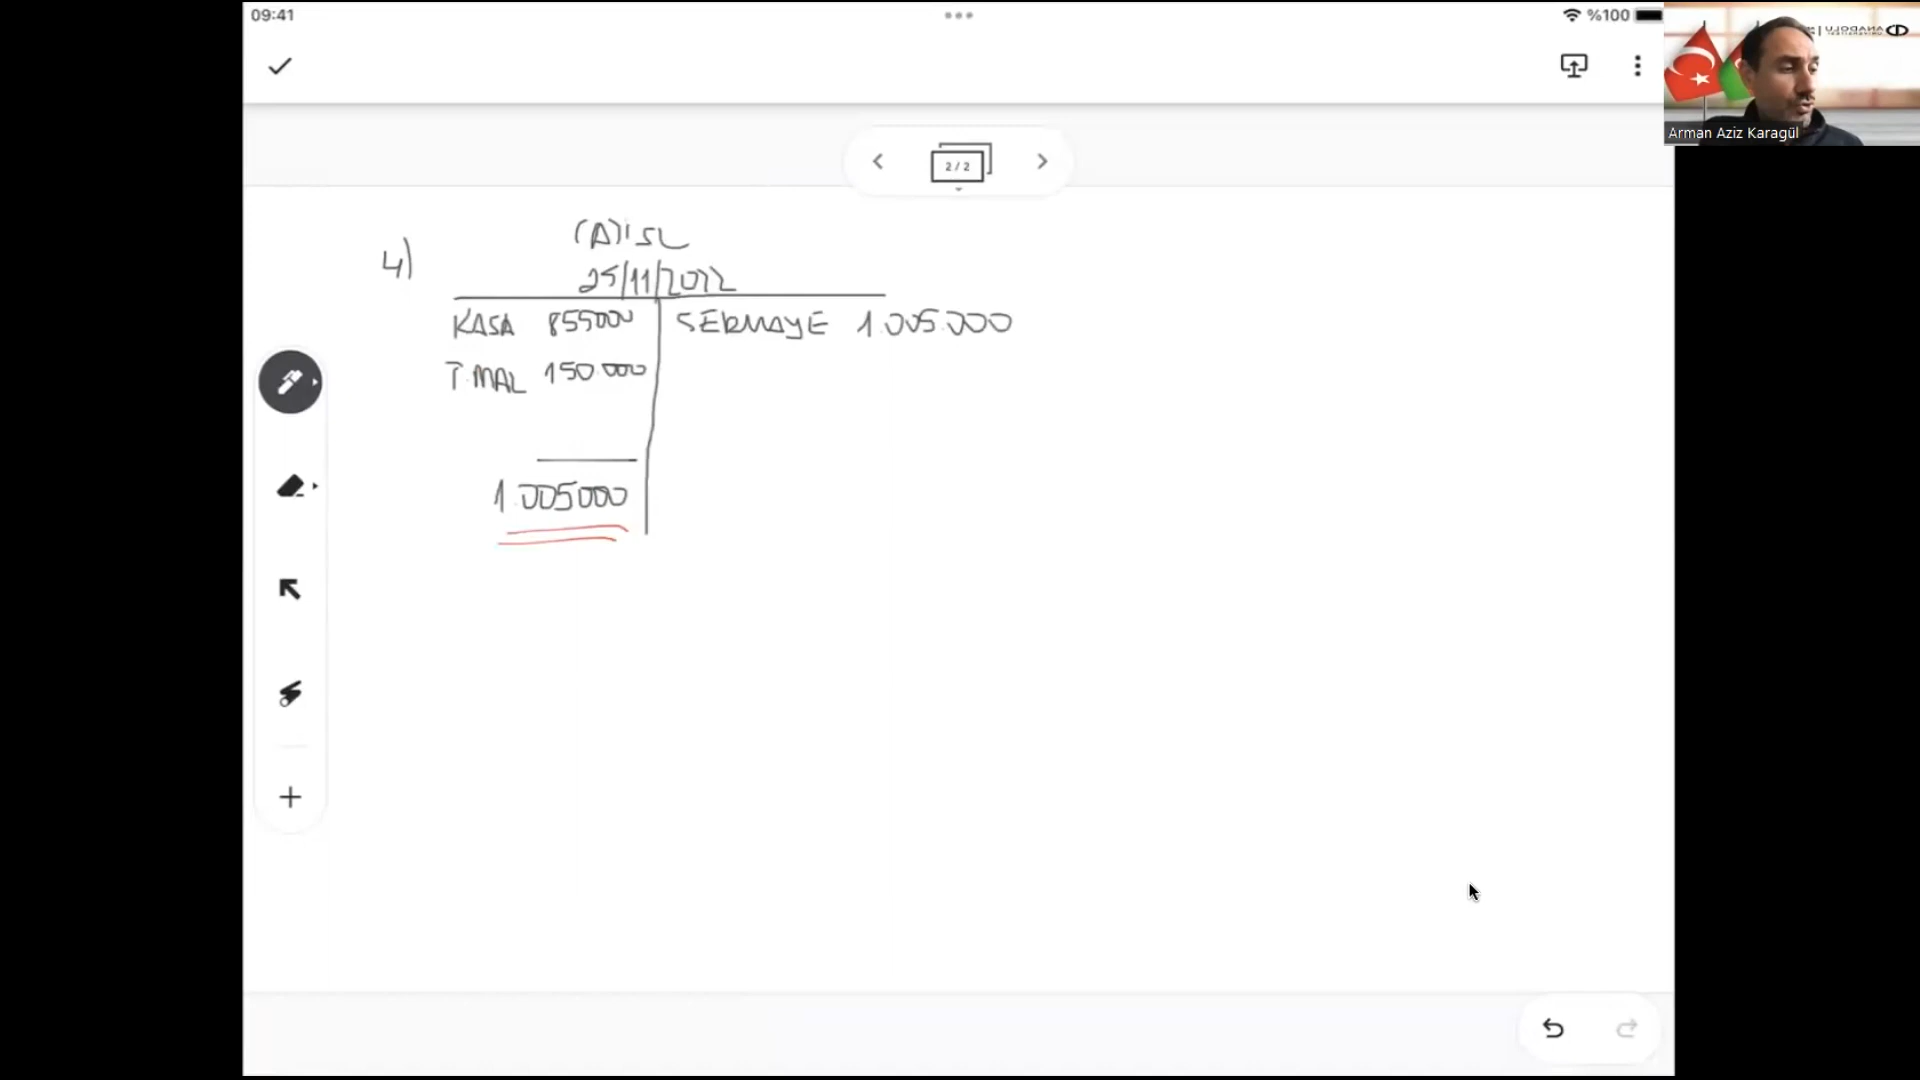 09:41
%100
Arman Aziz Karagül
2 / 2
4)
(A) İŞL
25/11/2022
KASA 855000
SERMAYE 1.005.000
T.MAL 150.000
1.005000